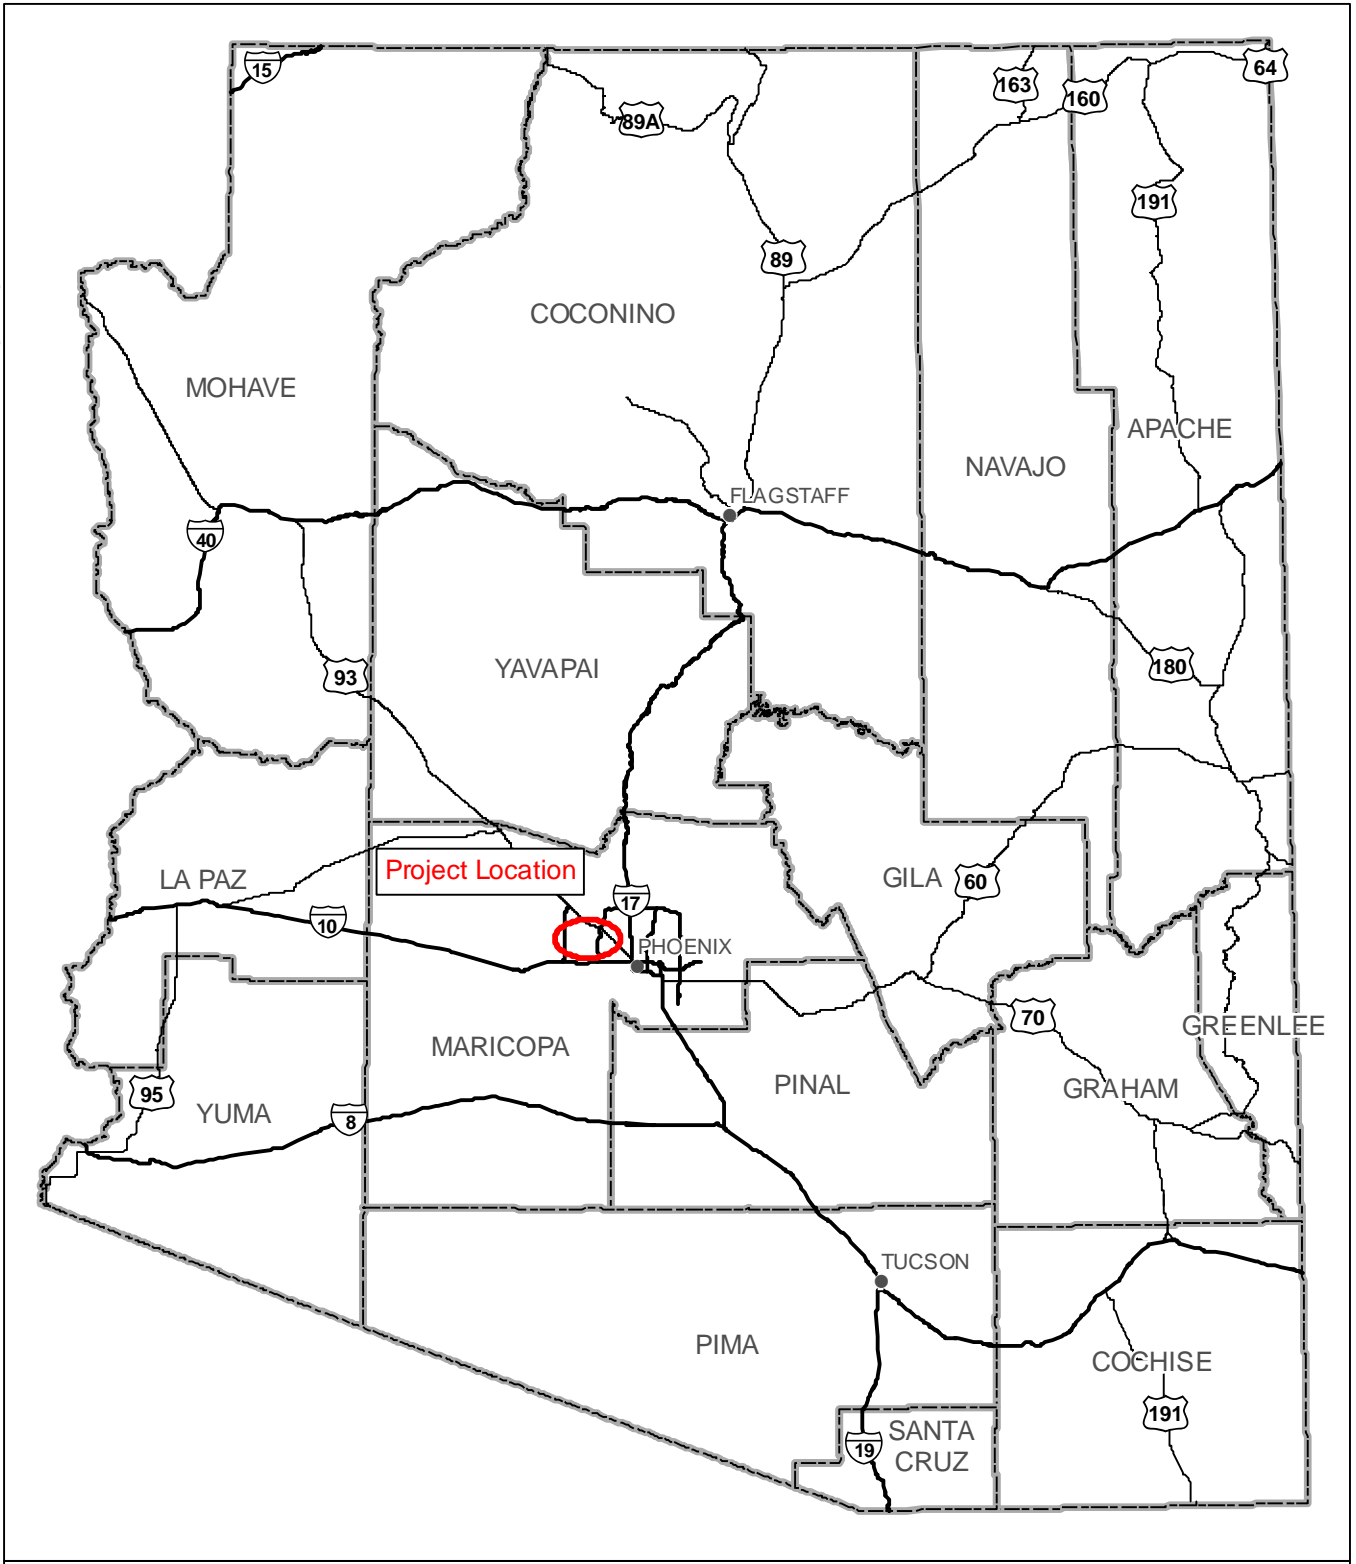 15
163
160
64
89A
191
89
COCONINO
MOHAVE
APACHE
NAVAJO
FLAGSTAFF
40
93
YAVAPAI
180
Project Location
LA PAZ
GILA
60
17
10
PHOENIX
70
GREENLEE
MARICOPA
PINAL
GRAHAM
95
YUMA
8
TUCSON
PIMA
COCHISE
191
SANTA
CRUZ
19